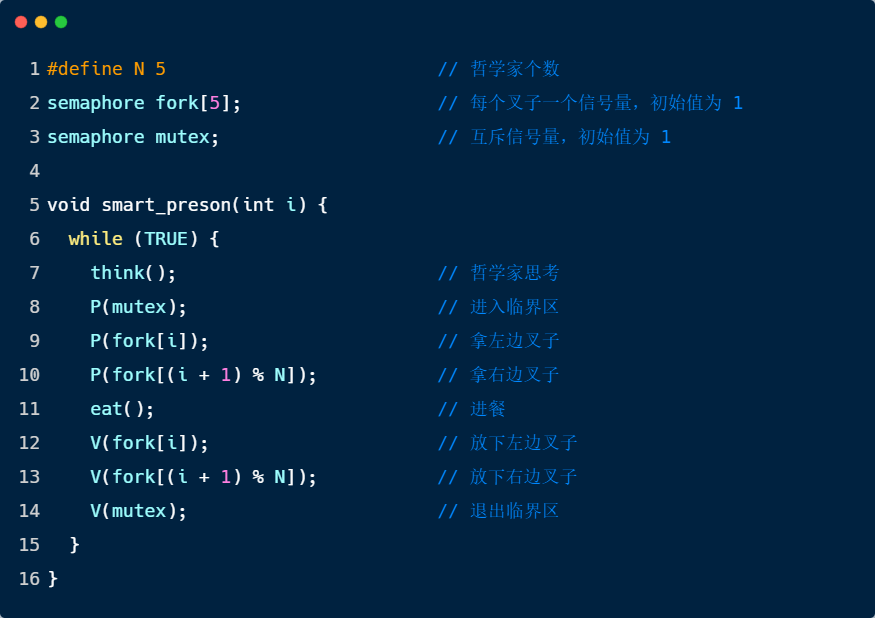 1 #define N 5 // 哲学家个数
2 semaphore fork[5]; // 每个叉子一个信号量，初始值为 1
3 semaphore mutex; // 互斥信号量，初始值为 1
4
5 void smart_preson(int i) {
6 while (TRUE) {
7 think(); // 哲学家思考
8 P(mutex); // 进入临界区
9 P(fork[i]); // 拿左边叉子
10 P(fork[(i + 1) % N]); // 拿右边叉子
11 eat(); // 进餐
12 V(fork[i]); // 放下左边叉子
13 V(fork[(i + 1) % N]); // 放下右边叉子
14 V(mutex); // 退出临界区
15 }
16 }